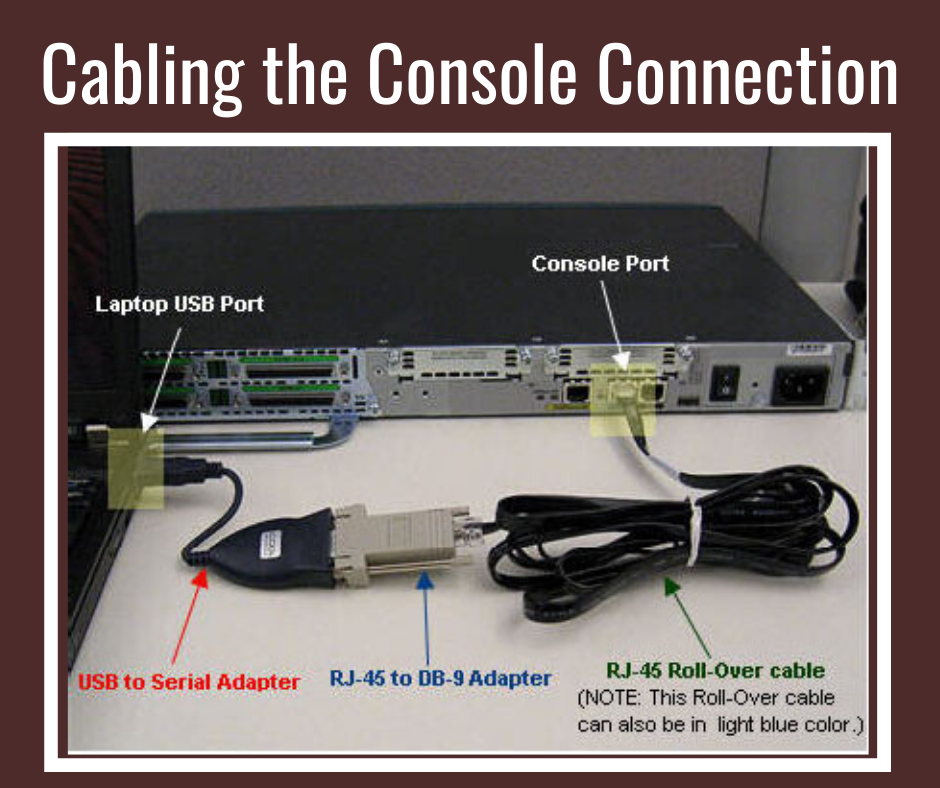 Cabling the Console Connection
Console Port
Laptop USB Port
USB to Serial Adapter
RJ-45 to DB-9 Adapter
RJ-45 Roll-Over cable
(NOTE: This Roll-Over cable
can also be in light blue color.)